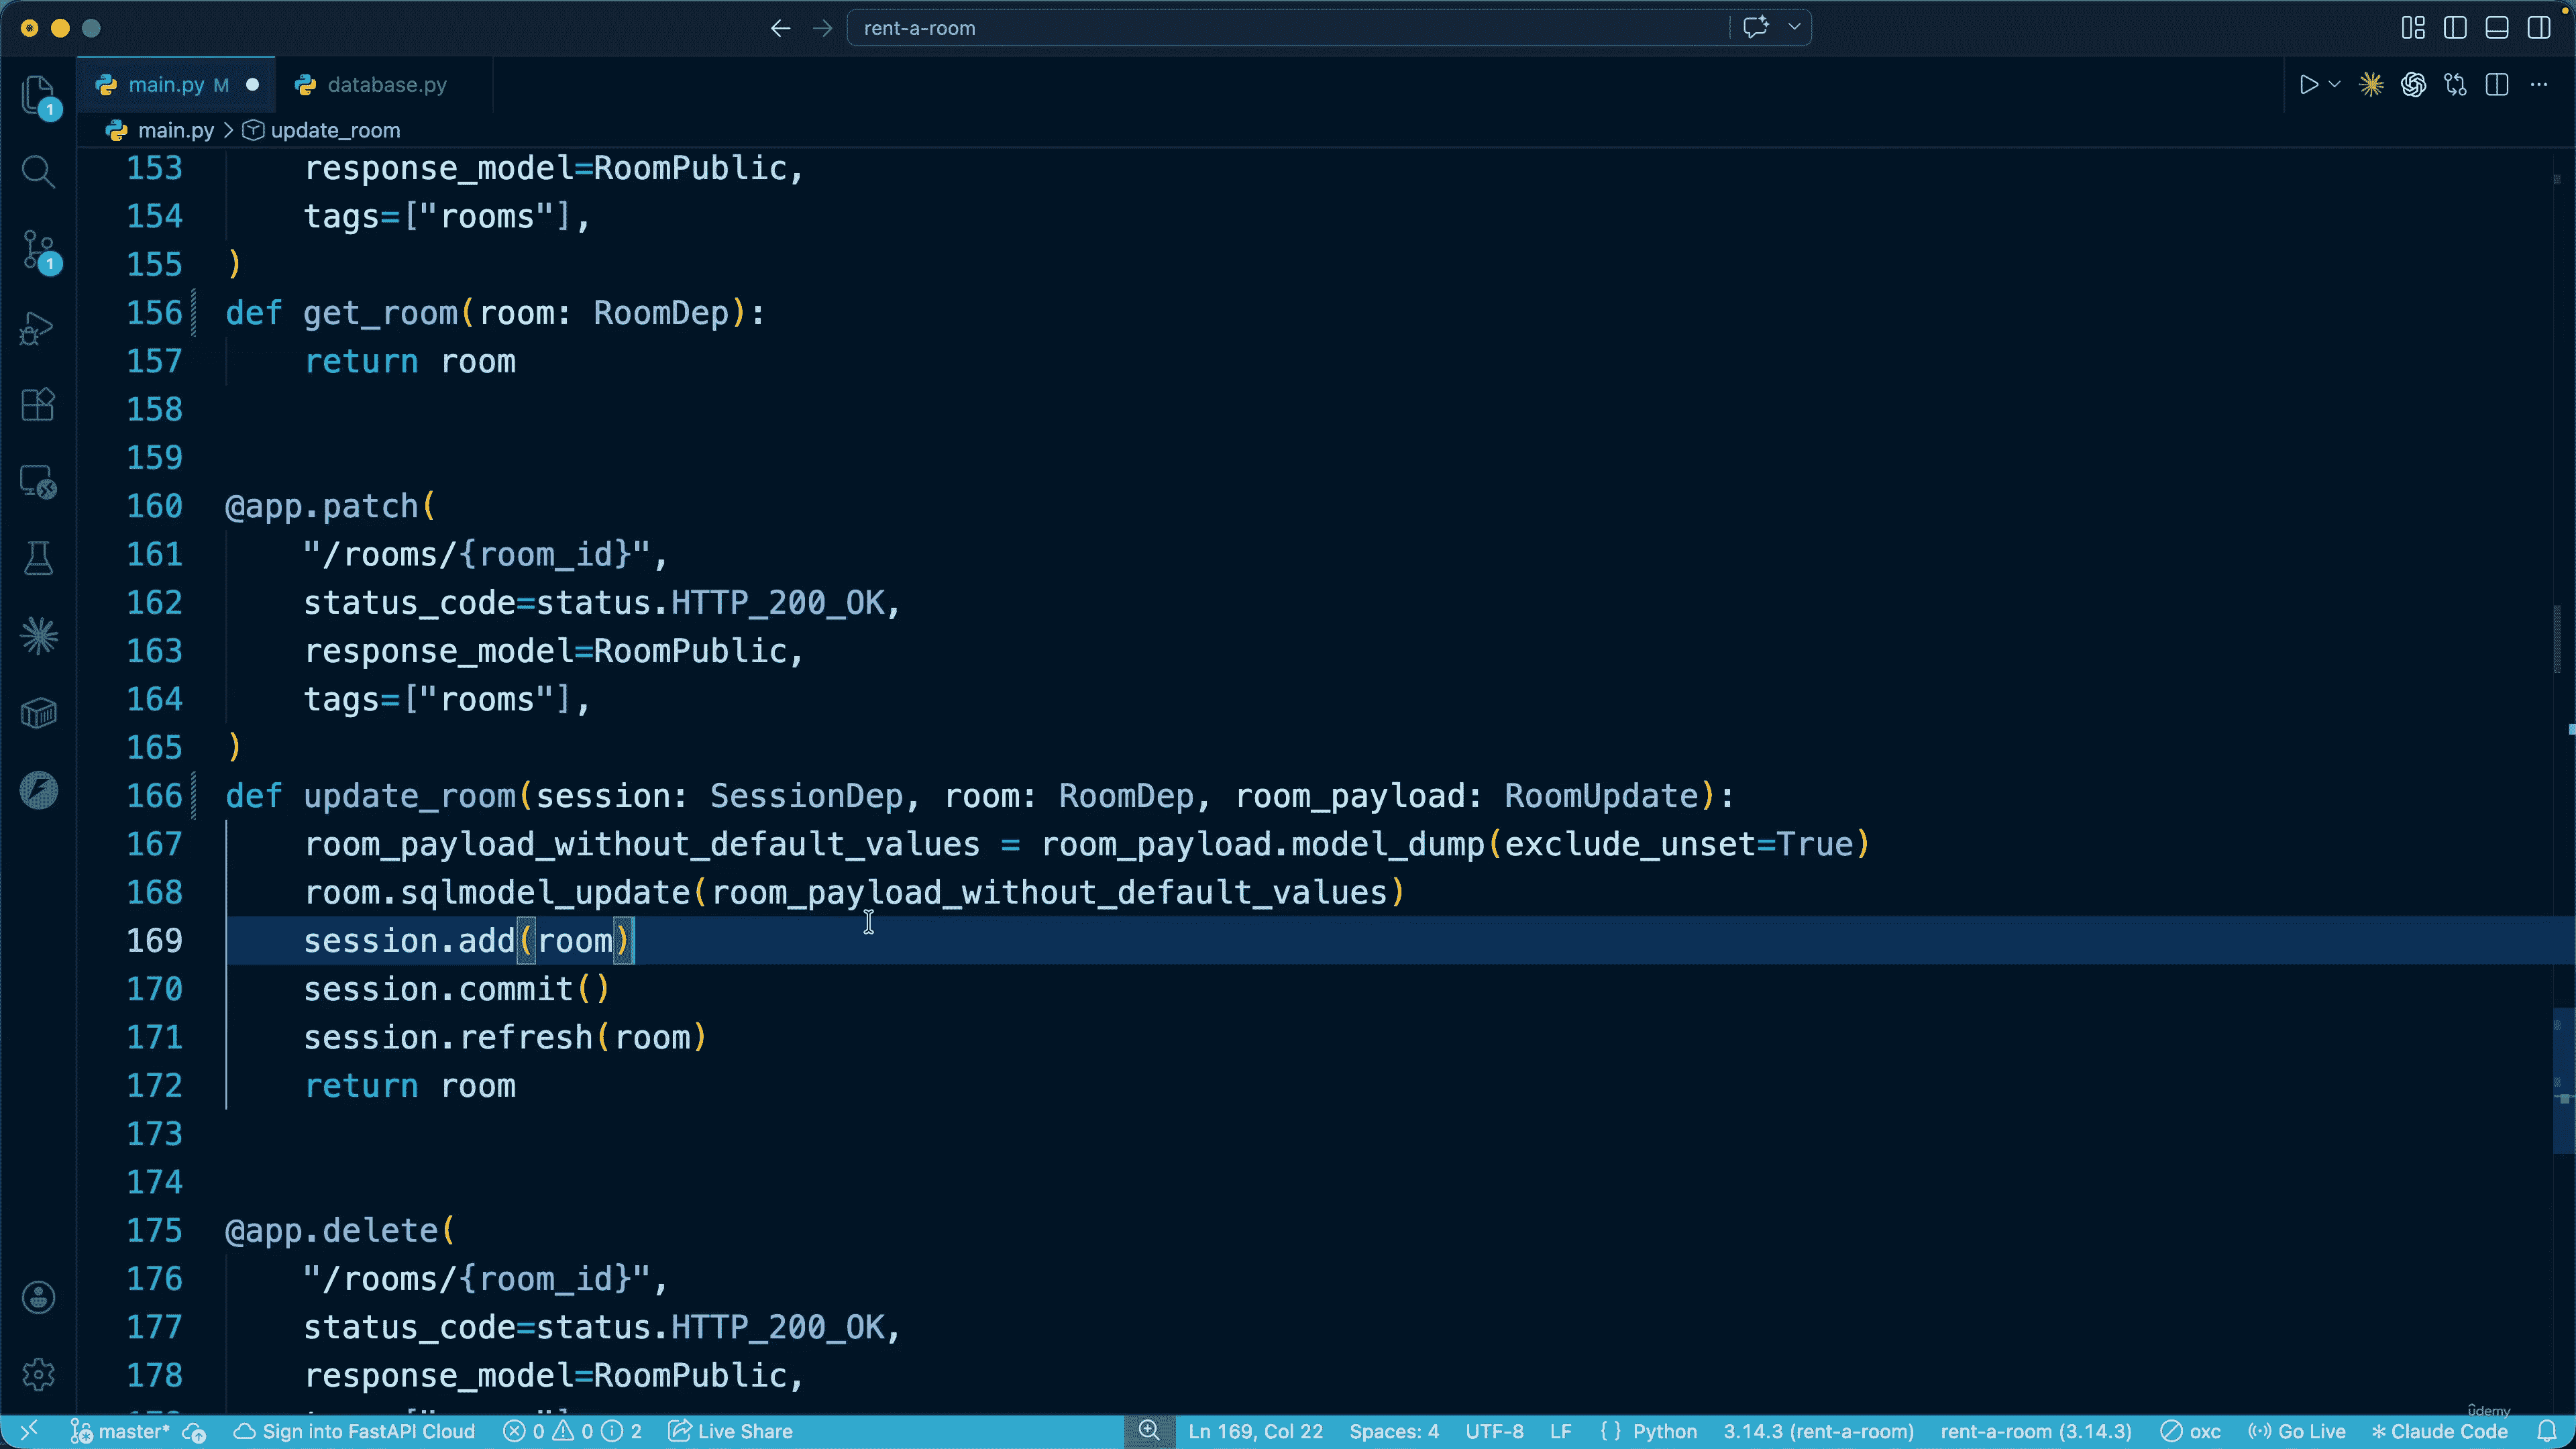 rent-a-room
main.py M
database.py
main.py > update_room
153 response_model=RoomPublic,
154 tags=["rooms"],
155 )
156 def get_room(room: RoomDep):
157 return room
158
159
160 @app.patch(
161 "/rooms/{room_id}",
162 status_code=status.HTTP_200_OK,
163 response_model=RoomPublic,
164 tags=["rooms"],
165 )
166 def update_room(session: SessionDep, room: RoomDep, room_payload: RoomUpdate):
167 room_payload_without_default_values = room_payload.model_dump(exclude_unset=True)
168 room.sqlmodel_update(room_payload_without_default_values)
169 session.add(room)
170 session.commit()
171 session.refresh(room)
172 return room
173
174
175 @app.delete(
176 "/rooms/{room_id}",
177 status_code=status.HTTP_200_OK,
178 response_model=RoomPublic,
1
1
udemy
master* Sign into FastAPI Cloud 0 0 2 Live Share Ln 169, Col 22 Spaces: 4 UTF-8 LF { } Python 3.14.3 (rent-a-room) rent-a-room (3.14.3) oxc Go Live Claude Code